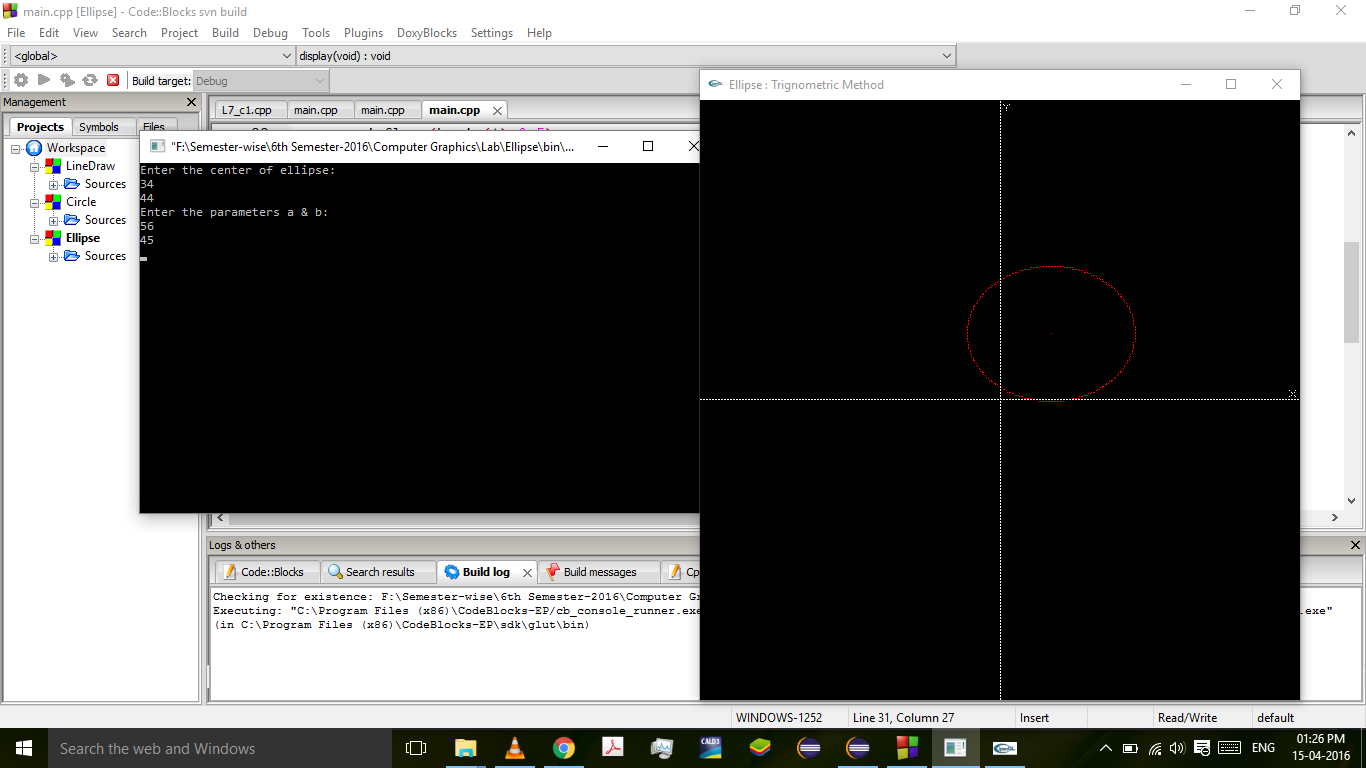 main.cpp [Ellipse] - Code::Blocks svn build
File Edit View Search Project Build Debug Tools Plugins DoxyBlocks Settings Help
<global> display(void) : void
Build target: Debug
Management
Projects Symbols Files
Workspace
LineDraw
Sources
Circle
Sources
Ellipse
Sources
L7_c1.cpp main.cpp main.cpp main.cpp
"F:\Semester-wise\6th Semester-2016\Computer Graphics\Lab\Ellipse\bin\...
Enter the center of ellipse:
34
44
Enter the parameters a & b:
56
45
Ellipse : Trignometric Method
Y
X
Logs & others
Code::Blocks Search results Build log Build messages Cp
Checking for existence: F:\Semester-wise\6th Semester-2016\Computer Gr
Executing: "C:\Program Files (x86)\CodeBlocks-EP/cb_console_runner.exe .exe"
(in C:\Program Files (x86)\CodeBlocks-EP\sdk\glut\bin)
WINDOWS-1252 Line 31, Column 27 Insert Read/Write default
Search the web and Windows
CALD3
ENG
01:26 PM
15-04-2016